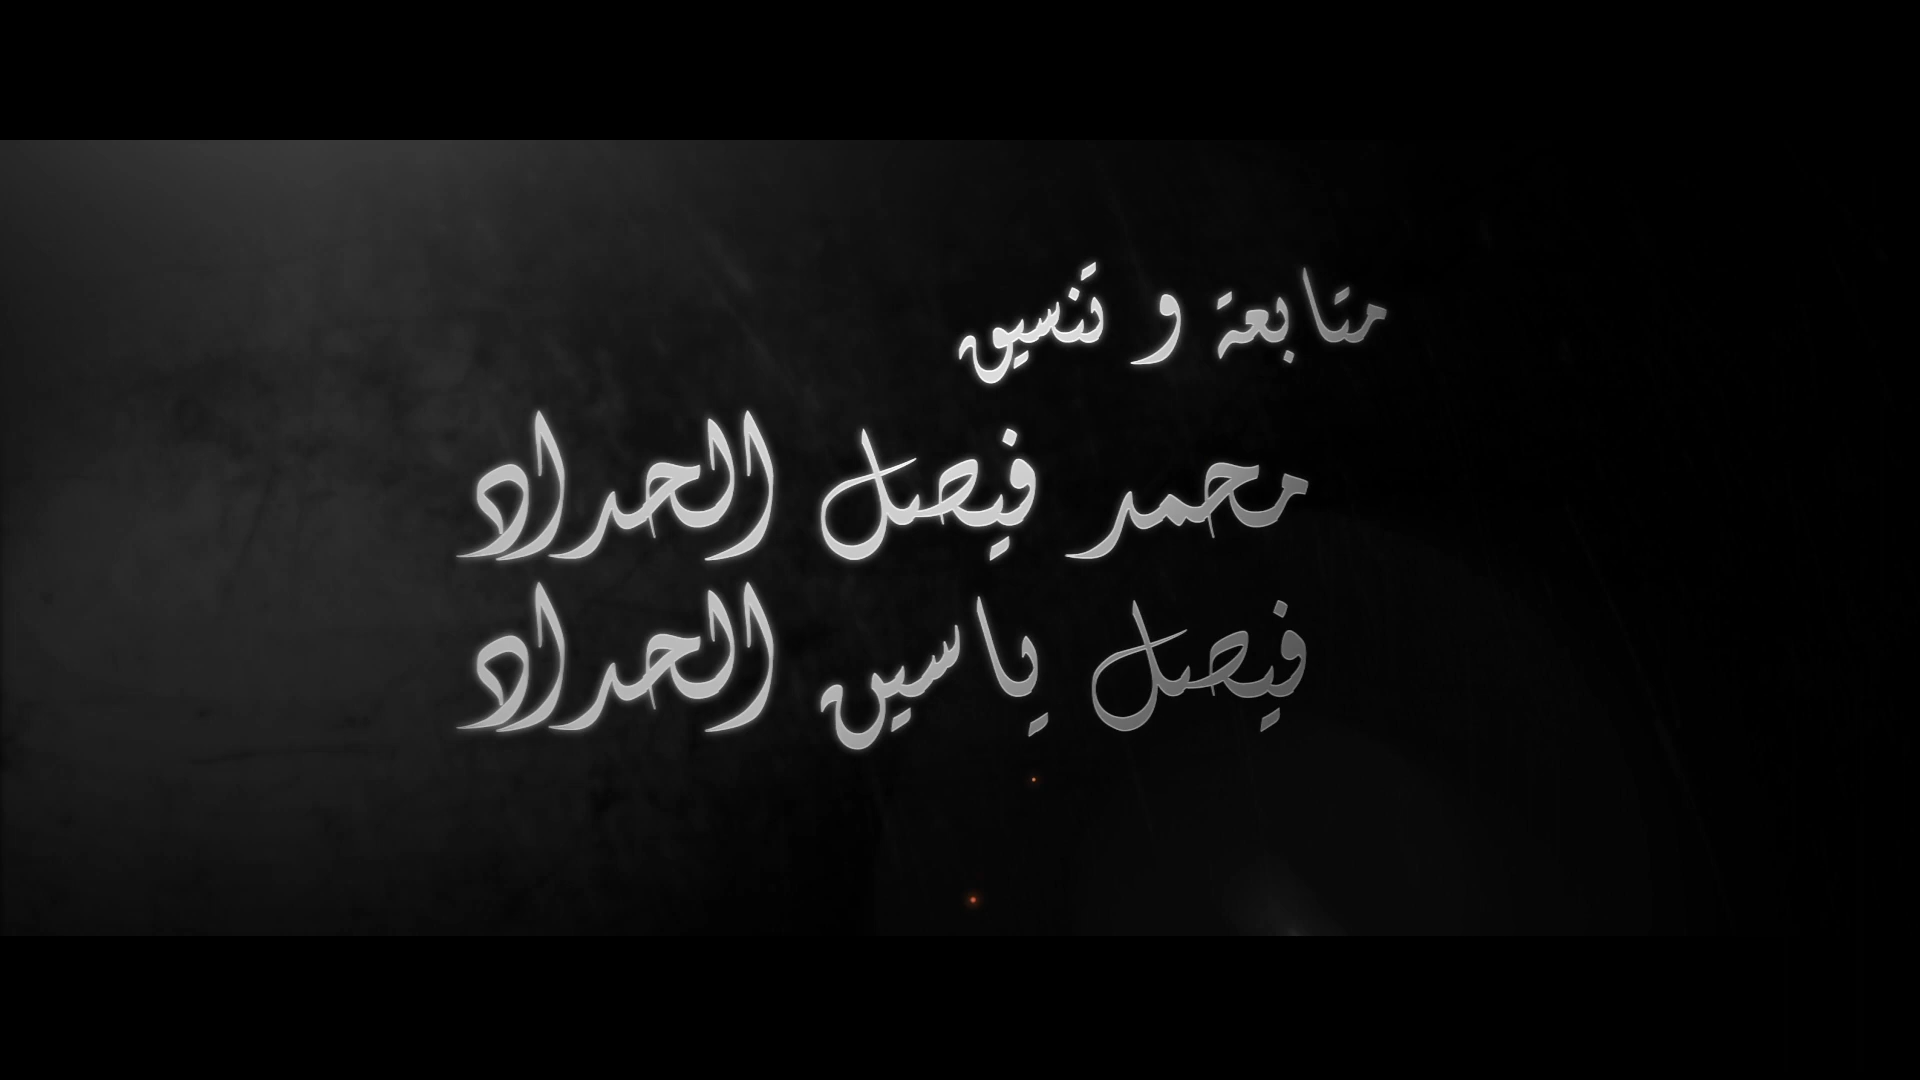 متابعة و تنسيق
محمد فيصل الحداد
فيصل ياسين الحداد